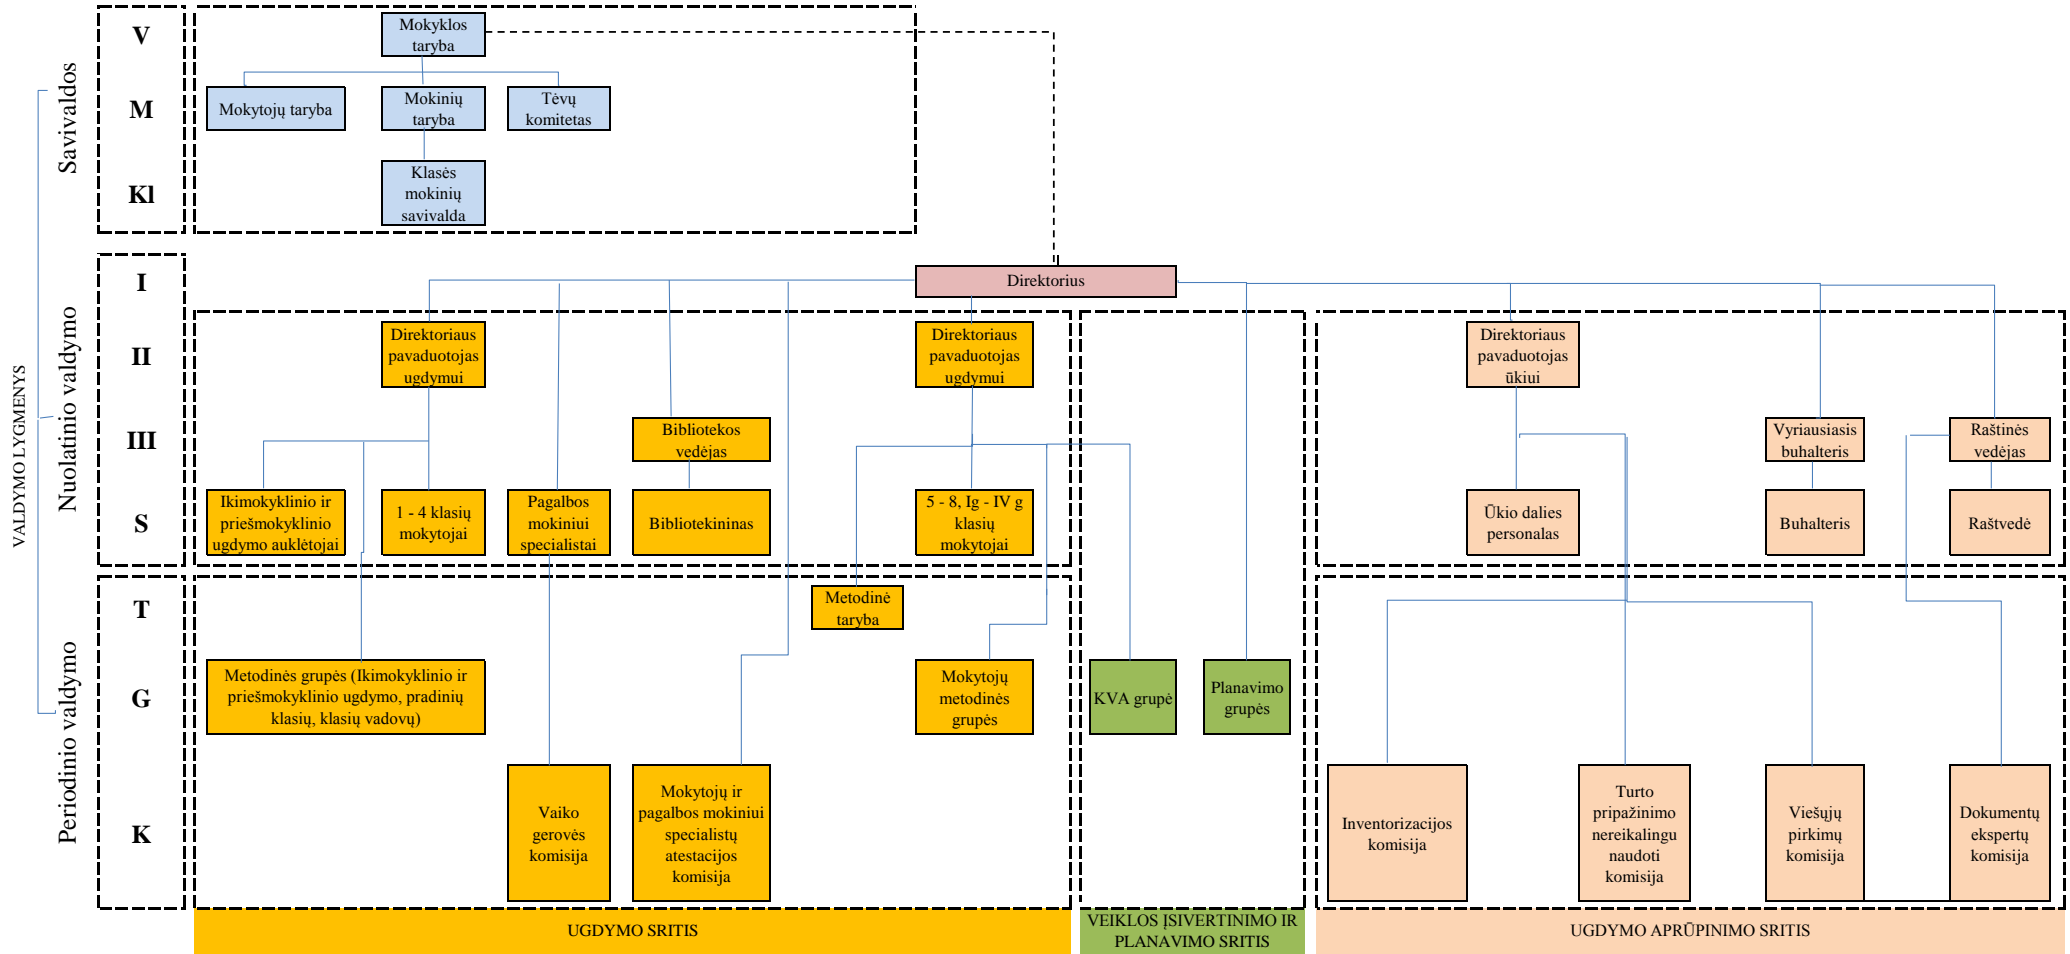 VALDYMO LYGMENYS
Savivaldos
V
Mokyklos
taryba
M
Mokytojų taryba
Mokinių
taryba
Tėvų
komitetas
Kl
Klasės
mokinių
savivalda
Nuolatinio valdymo
I
Direktorius
II
Direktoriaus
pavaduotojas
ugdymui
Direktoriaus
pavaduotojas
ugdymui
Direktoriaus
pavaduotojas
ūkiui
III
Bibliotekos
vedėjas
Vyriausiasis
buhalteris
Raštinės
vedėjas
S
Ikimokyklinio ir
priešmokyklinio
ugdymo auklėtojai
1 - 4 klasių
mokytojai
Pagalbos
mokiniui
specialistai
Bibliotekininas
5 - 8, Ig - IV g
klasių
mokytojai
Ūkio dalies
personalas
Buhalteris
Raštvedė
Periodinio valdymo
T
Metodinė
taryba
G
Metodinės grupės (Ikimokyklinio ir
priešmokyklinio ugdymo, pradinių
klasių, klasių vadovų)
Mokytojų
metodinės
grupės
KVA grupė
Planavimo
grupės
K
Vaiko
gerovės
komisija
Mokytojų ir
pagalbos mokiniui
specialistų
atestacijos
komisija
Inventorizacijos
komisija
Turto
pripažinimo
nereikalingu
naudoti
komisija
Viešųjų
pirkimų
komisija
Dokumentų
ekspertų
komisija
UGDYMO SRITIS
VEIKLOS ĮSIVERTINIMO IR
PLANAVIMO SRITIS
UGDYMO APRŪPINIMO SRITIS